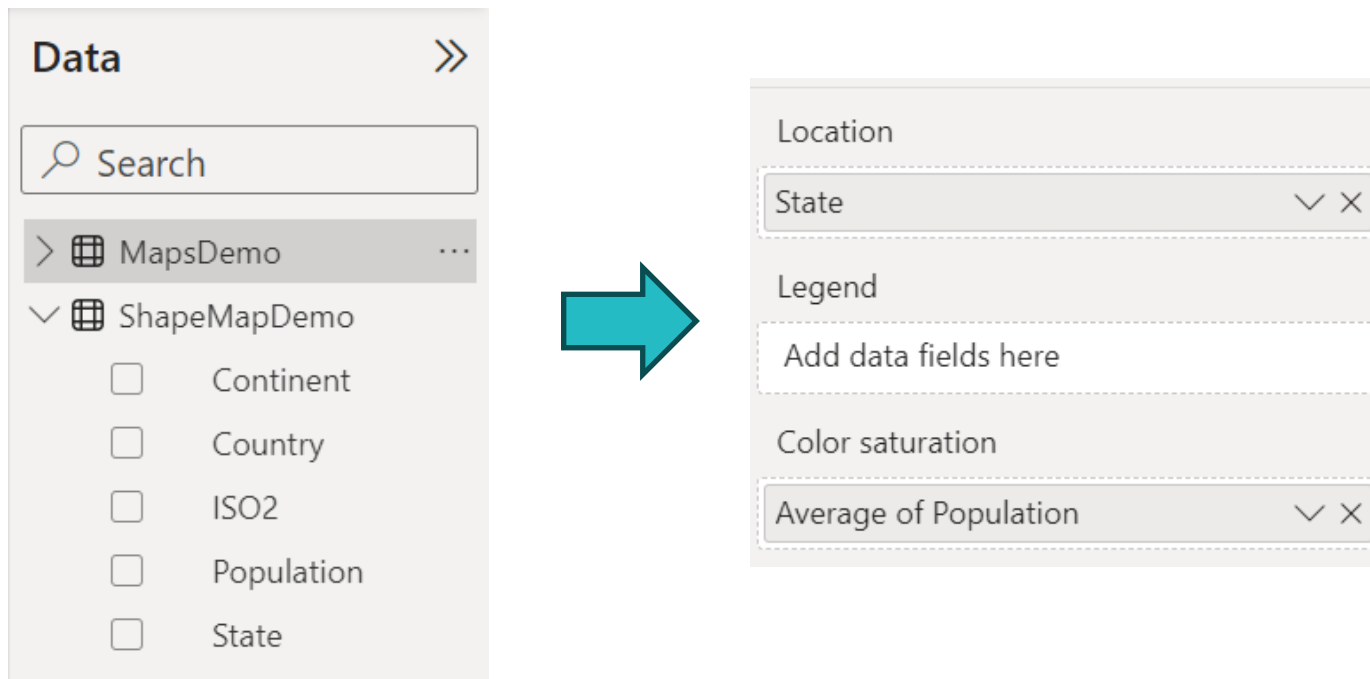 Data
Search
MapsDemo
ShapeMapDemo
Continent
Country
ISO2
Population
State
Location
State
Legend
Add data fields here
Color saturation
Average of Population